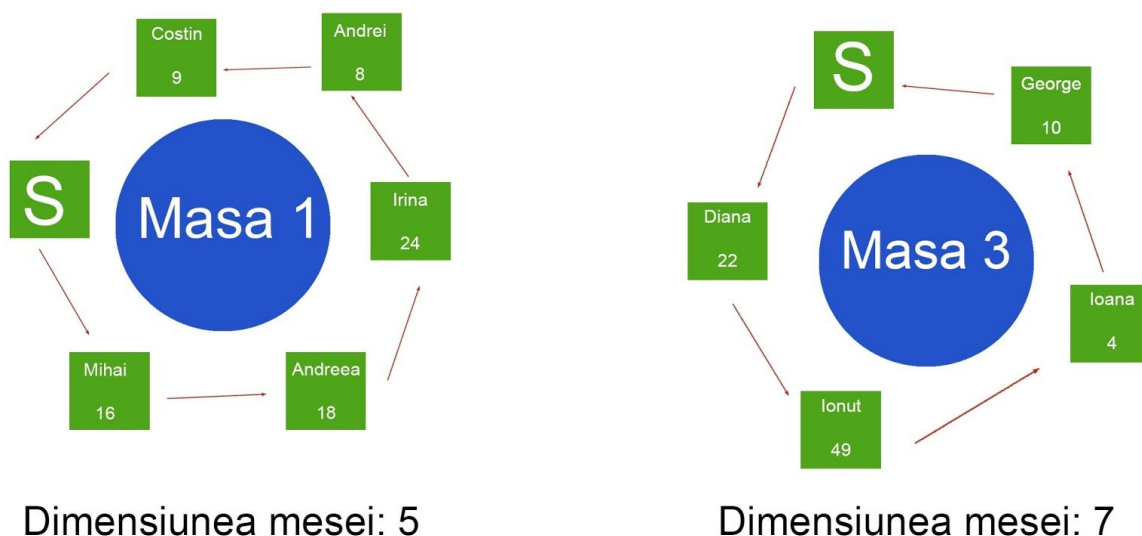 Costin
9
Andrei
8
S
Masa 1
Irina
24
Mihai
16
Andreea
18
Dimensiunea mesei: 5
S
George
10
Diana
22
Masa 3
Ioana
4
Ionut
49
Dimensiunea mesei: 7